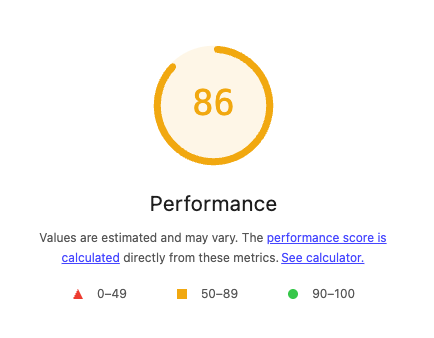 86
Performance
Values are estimated and may vary. The performance score is
calculated directly from these metrics. See calculator.
0–49 50–89 90–100